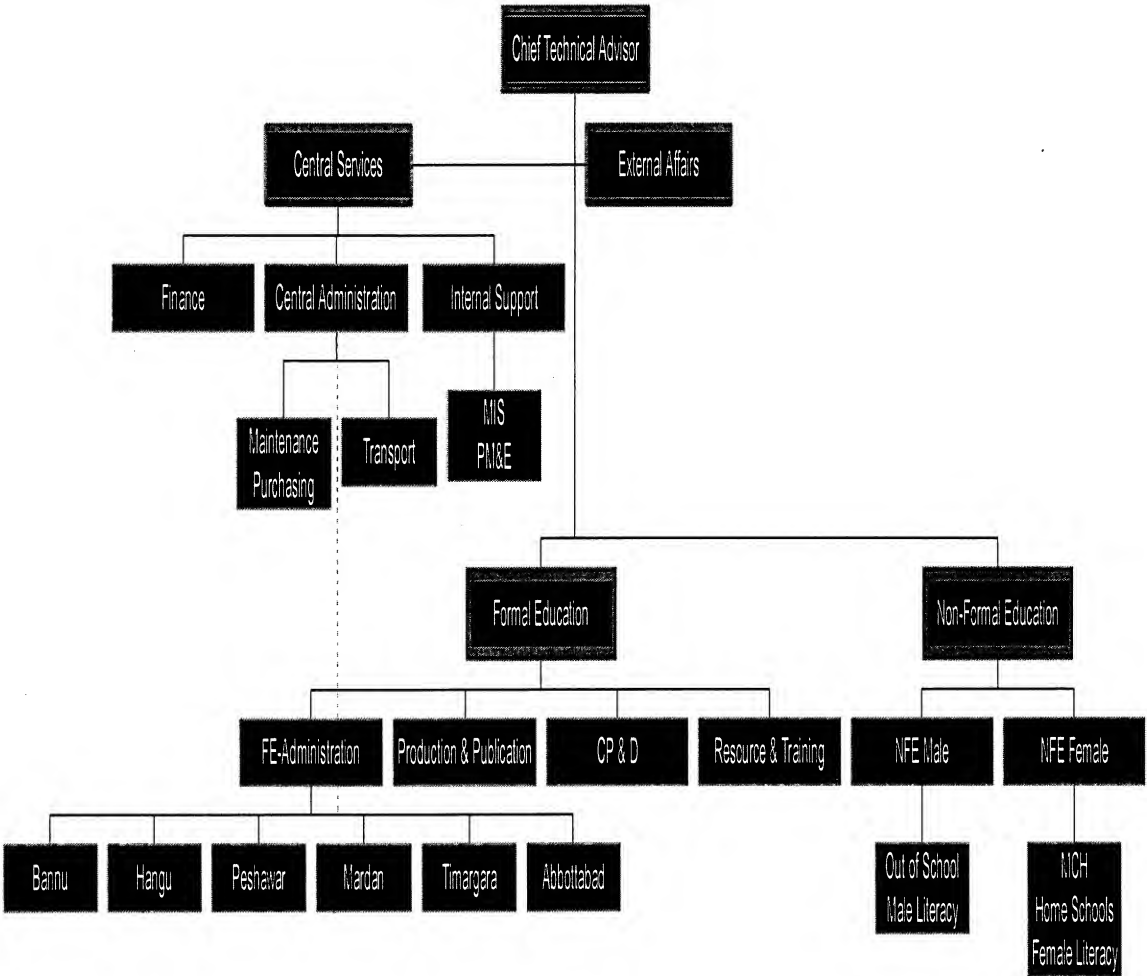 Chief Technical Advisor
Central Services
External Affairs
Finance
Central Administration
Internal Support
Maintenance
Purchasing
Transport
MIS
PM&E
Formal Education
Non-Formal Education
FE-Administration
Production & Publication
CP & D
Resource & Training
NFE Male
NFE Female
Bannu
Hangu
Peshawar
Mardan
Timargara
Abbottabad
Out of School
Male Literacy
MCH
Home Schools
Female Literacy